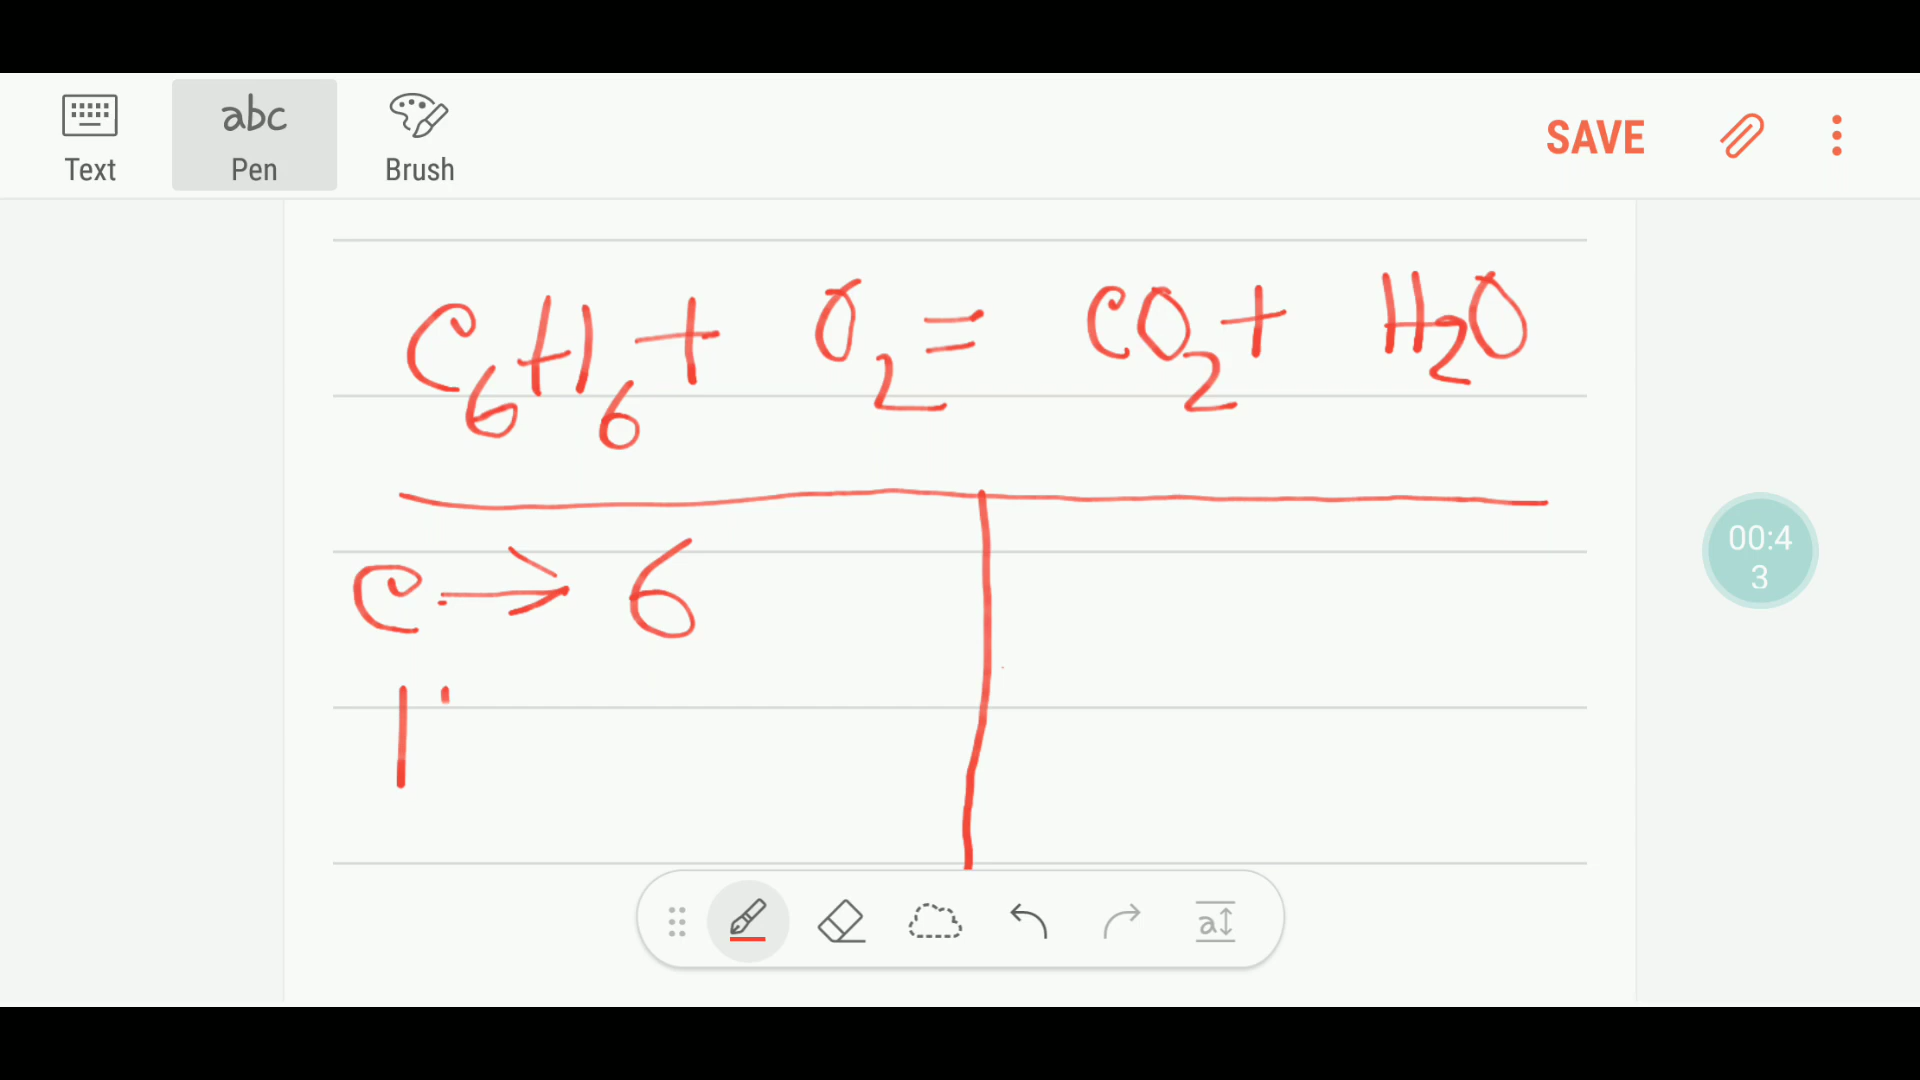 abc
Text Pen Brush SAVE
C6H6 + O2 = CO2 + H2O
00:4
3
C → 6
a